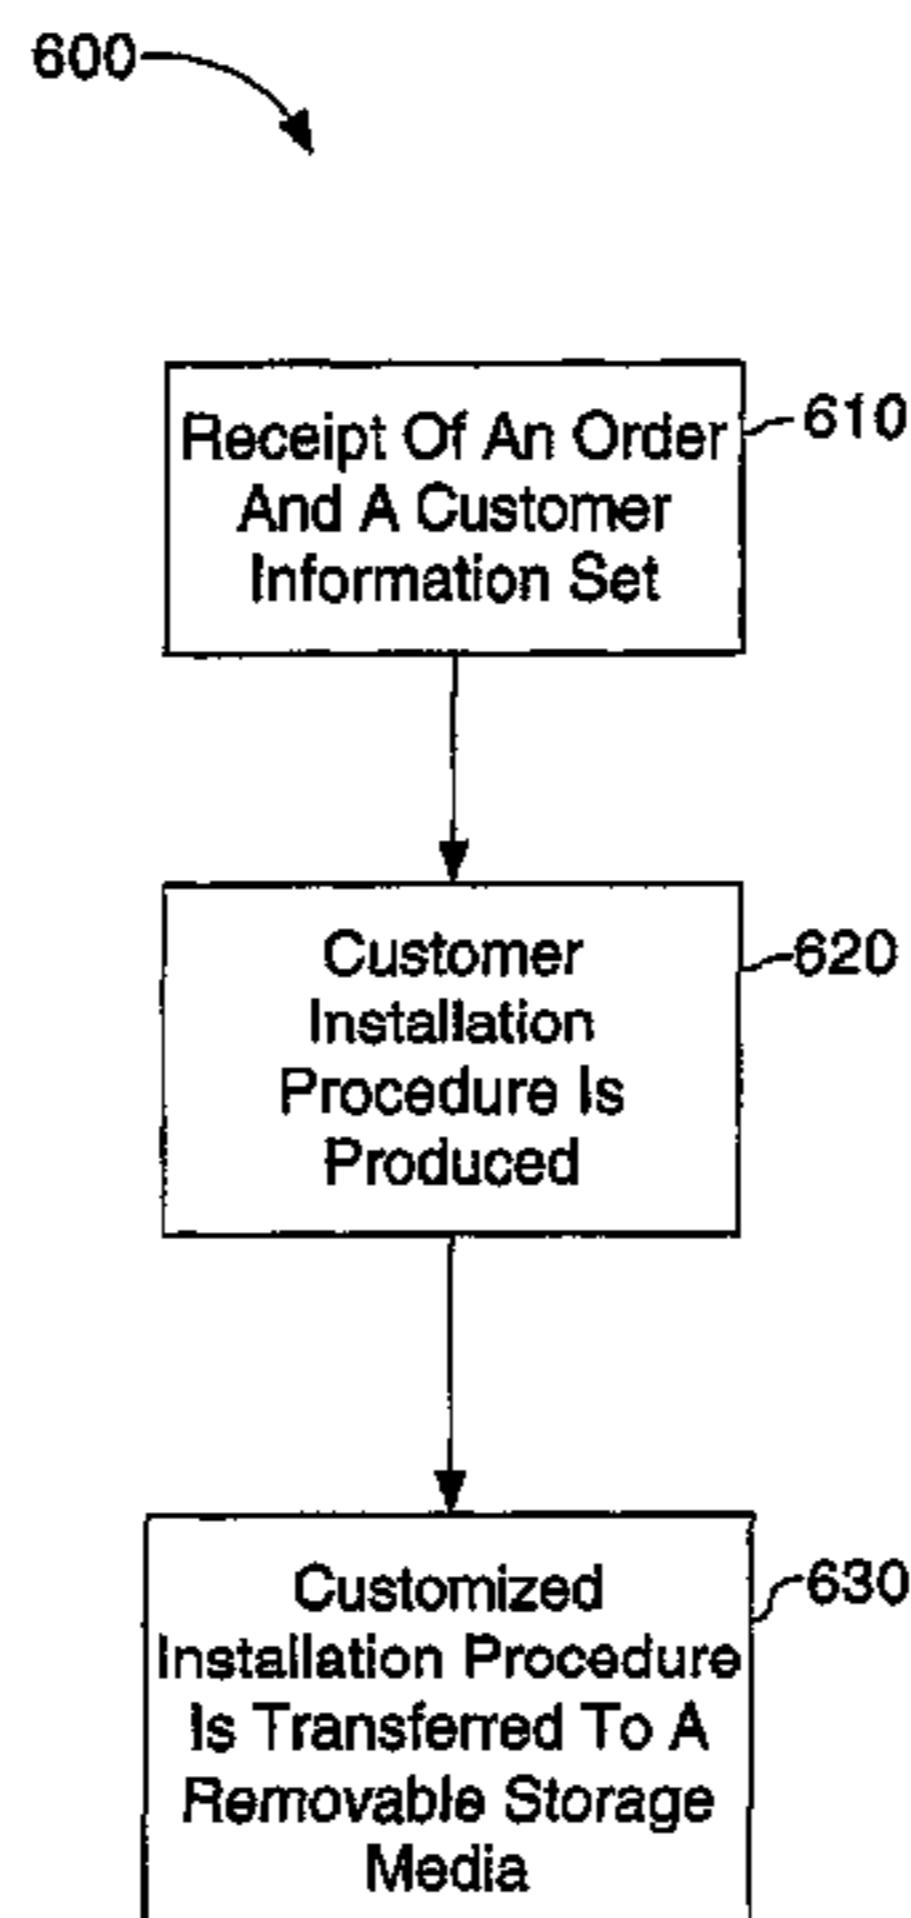 600
Receipt Of An Order
And A Customer
Information Set
610
Customer
Installation
Procedure Is
Produced
620
Customized
Installation Procedure
Is Transferred To A
Removable Storage
Media
630